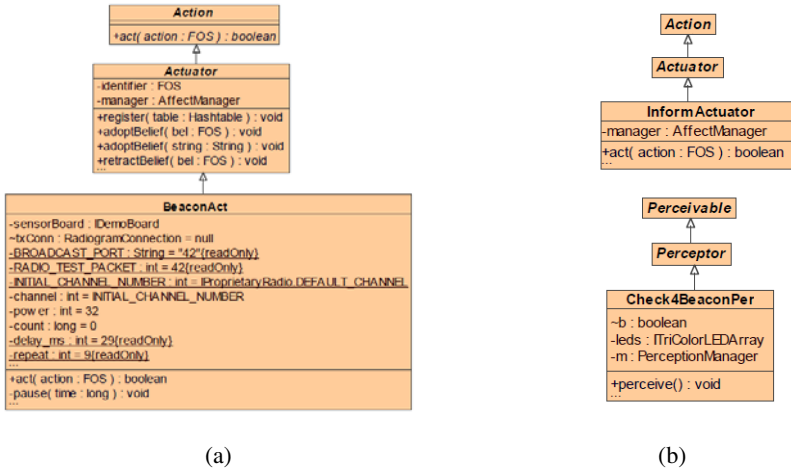 Action
+act( action : FOS ) : boolean
Actuator
-identifier : FOS
-manager : AffectManager
+register( table : Hashtable ) : void
+adoptBelief( bel : FOS ) : void
+adoptBelief( string : String ) : void
+retractBelief( bel : FOS ) : void
...
BeaconAct
-sensorBoard : IDemoBoard
~txConn : RadiogramConnection = null
-BROADCAST_PORT : String = "42"{readOnly}
-RADIO_TEST_PACKET : int = 42{readOnly}
-INITIAL_CHANNEL_NUMBER : int = IProprietaryRadio.DEFAULT_CHANNEL
-channel : int = INITIAL_CHANNEL_NUMBER
-power : int = 32
-count : long = 0
-delay_ms : int = 29{readOnly}
-repeat : int = 9{readOnly}
...
+act( action : FOS ) : boolean
-pause( time : long ) : void
...
(a)
Action
Actuator
InformActuator
-manager : AffectManager
+act( action : FOS ) : boolean
...
Perceivable
Perceptor
Check4BeaconPer
~b : boolean
-leds : ITriColorLEDArray
-m : PerceptionManager
+perceive() : void
...
(b)